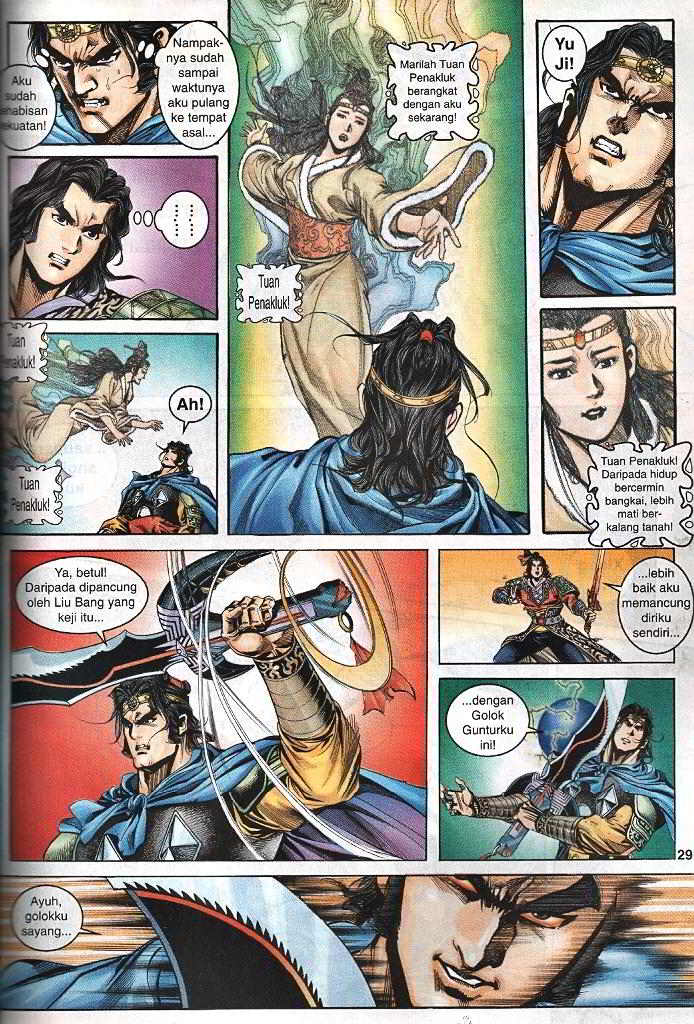 Aku
sudah
kehabisan
kekuatan!
Nampak-
nya sudah
sampai
waktunya
aku pulang
ke tempat
asal...
Marilah Tuan
Penakluk
berangkat
dengan aku
sekarang!
Yu
Ji!
Tuan
Penakluk!
Tuan
Penakluk!
Ah!
Tuan
Penakluk!
Tuan Penakluk!
Daripada hidup
bercermin
bangkai, lebih
mati ber-
kalang tanah!
Ya, betul!
Daripada dipancung
oleh Liu Bang yang
keji itu...
...lebih
baik aku
memancung
diriku
sendiri...
...dengan
Golok
Gunturku
ini!
29
Ayuh,
golokku
sayang...